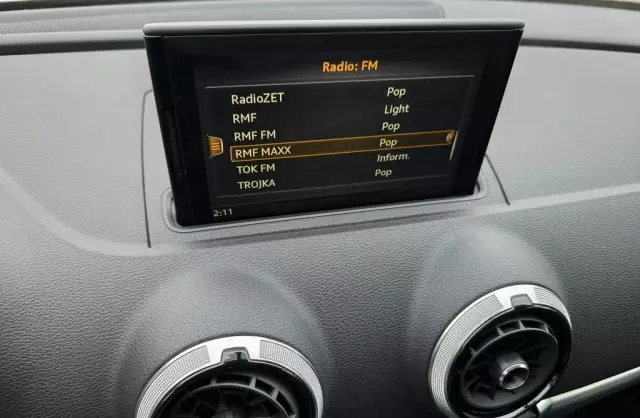 Radio: FM
RadioZET Pop
RMF Light
RMF FM Pop
RMF MAXX Pop
TOK FM Inform.
TROJKA Pop
2:11